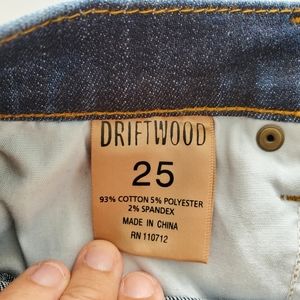 DRIFTWOOD
25
93% COTTON 5% POLYESTER
2% SPANDEX
MADE IN CHINA
RN 110712